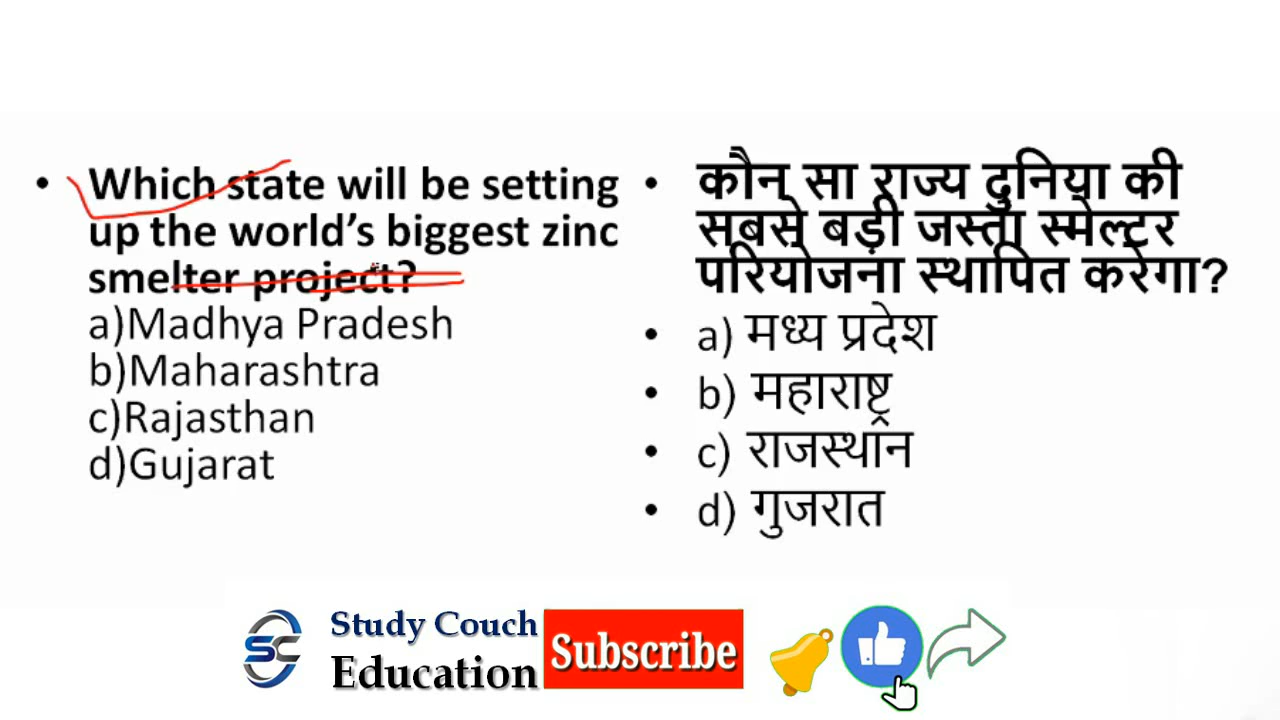 • Which state will be setting
up the world’s biggest zinc
smelter project?
a)Madhya Pradesh
b)Maharashtra
c)Rajasthan
d)Gujarat
• कौन सा राज्य दुनिया की
सबसे बड़ी जस्ता स्मेल्टर
परियोजना स्थापित करेगा?
• a) मध्य प्रदेश
• b) महाराष्ट्र
• c) राजस्थान
• d) गुजरात
SC
Study Couch
Education
Subscribe